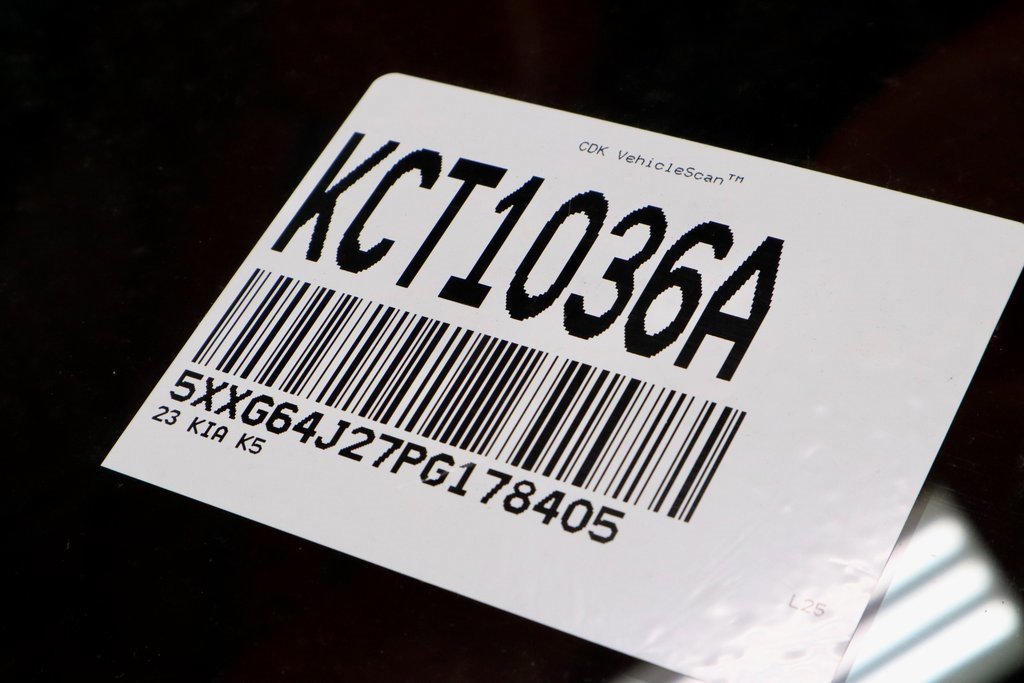 CDK VehicleScan™
KCT1036A
5XXG64J27PG178405
23 KIA K5
L25